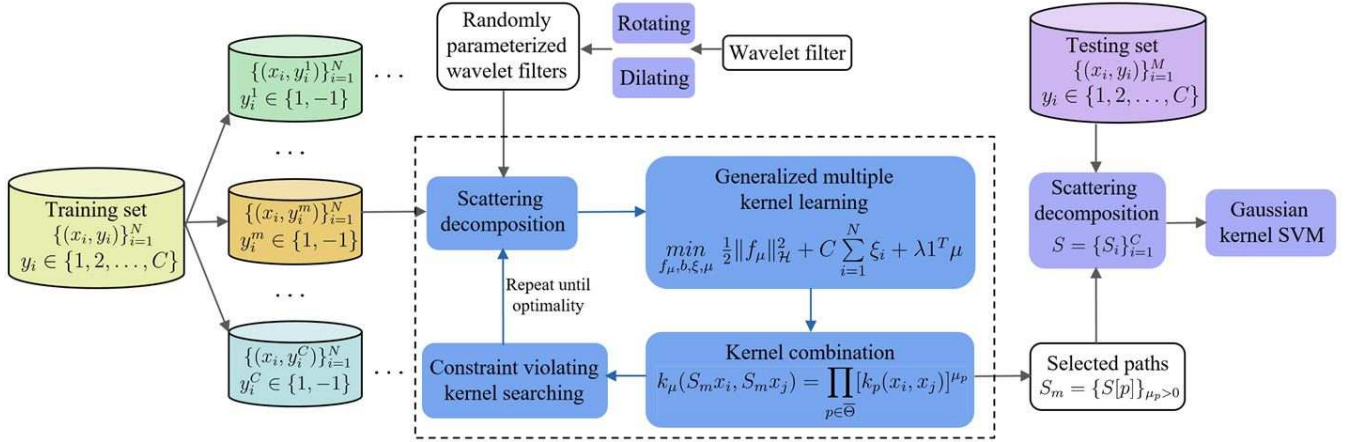 Training set
{(x_i, y_i)}_{i=1}^N
y_i ∈ {1, 2, ..., C}
{(x_i, y_i^1)}_{i=1}^N
y_i^1 ∈ {1, −1}
...
...
{(x_i, y_i^m)}_{i=1}^N
y_i^m ∈ {1, −1}
...
{(x_i, y_i^C)}_{i=1}^N
y_i^C ∈ {1, −1}
...
Randomly
parameterized
wavelet filters
Rotating
Dilating
Wavelet filter
Scattering
decomposition
Generalized multiple
kernel learning
min_{f_μ,b,ξ,μ} ½‖f_μ‖²_ℋ + C ∑_{i=1}^N ξ_i + λ1^T μ
Repeat until
optimality
Constraint violating
kernel searching
Kernel combination
k_μ(S_m x_i, S_m x_j) = ∏_{p∈Θ̅} [k_p(x_i, x_j)]^{μ_p}
Testing set
{(x_i, y_i)}_{i=1}^M
y_i ∈ {1, 2, ..., C}
Scattering
decomposition
S = {S_i}_{i=1}^C
Gaussian
kernel SVM
Selected paths
S_m = {S[p]}_{μ_p>0}